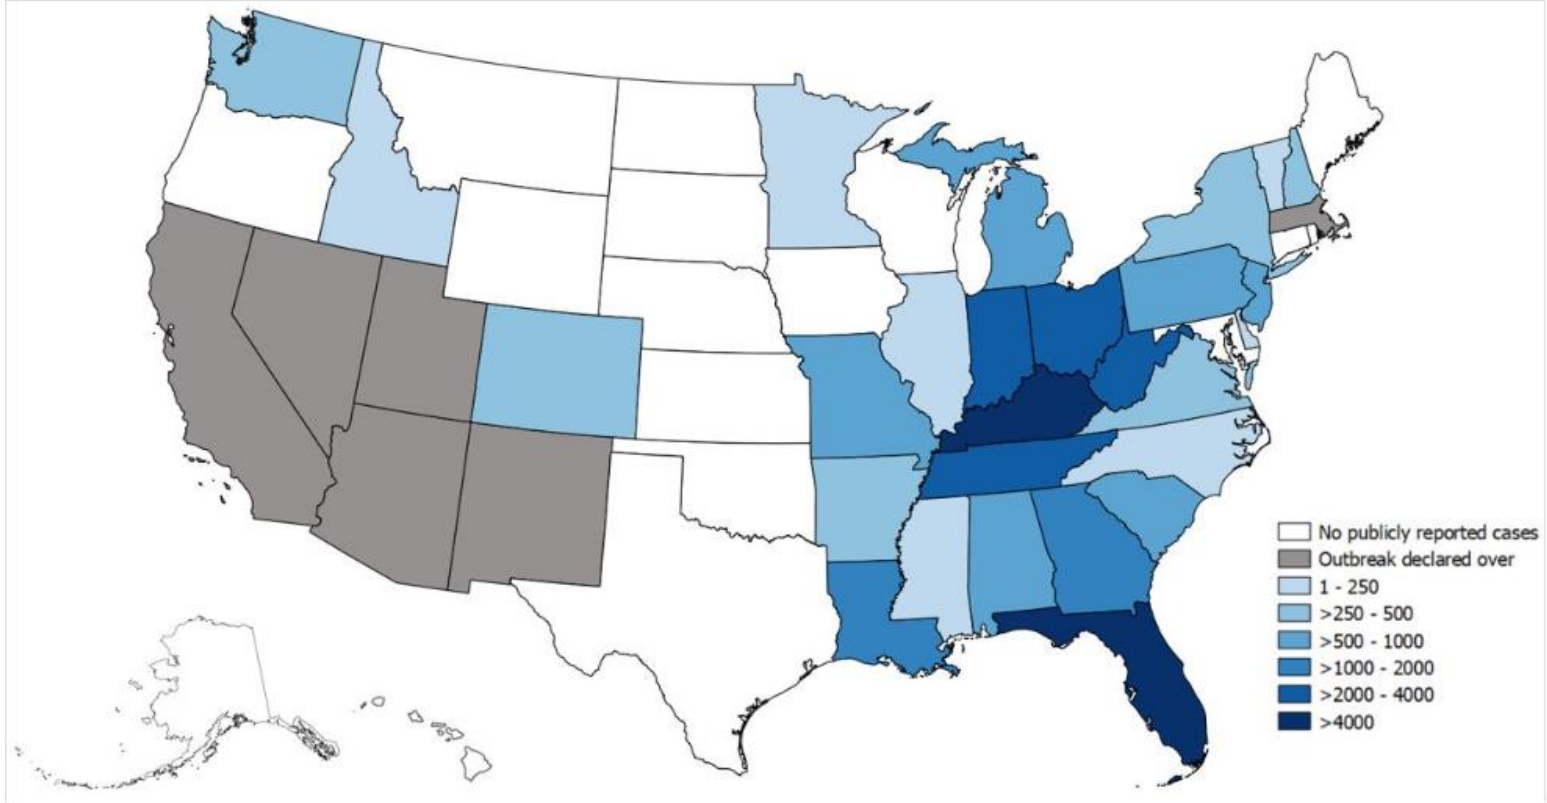 No publicly reported cases
Outbreak declared over
1 - 250
>250 - 500
>500 - 1000
>1000 - 2000
>2000 - 4000
>4000